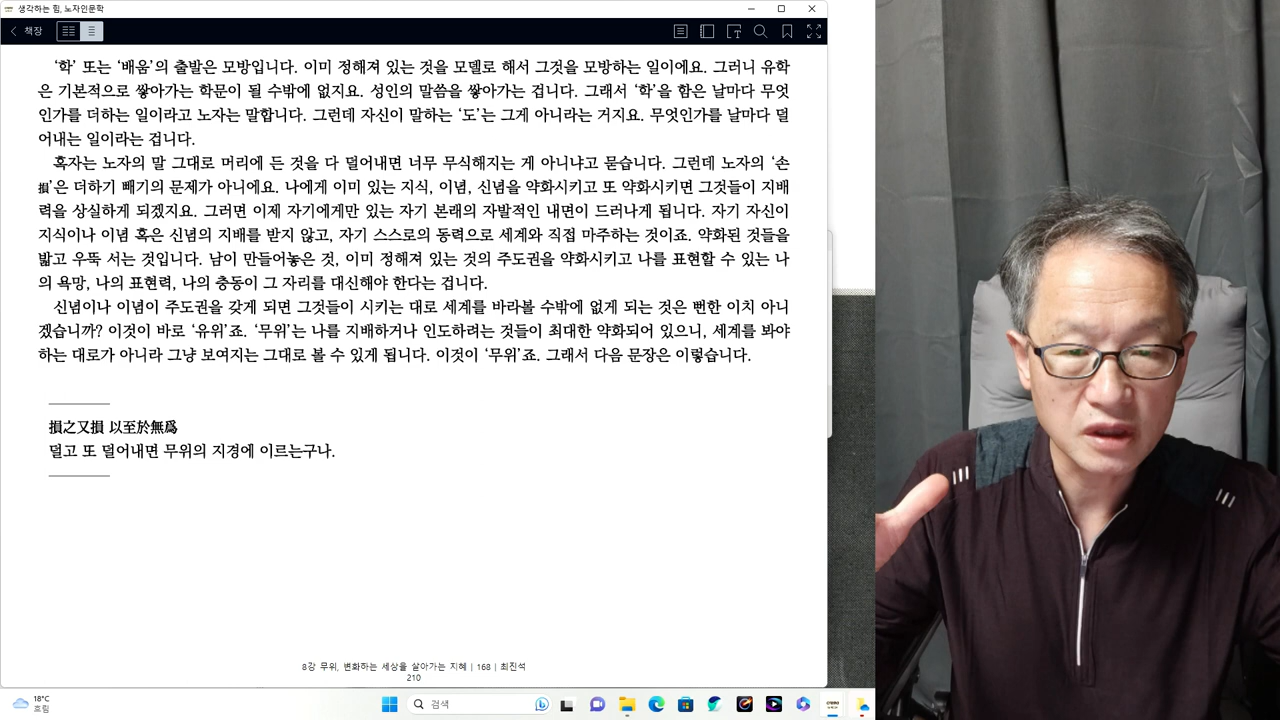 생각하는 힘, 노자인문학
책장
‘학’ 또는 ‘배움’의 출발은 모방입니다. 이미 정해져 있는 것을 모델로 해서 그것을 모방하는 일이에요. 그러니 유학
은 기본적으로 쌓아가는 학문이 될 수밖에 없지요. 성인의 말씀을 쌓아가는 겁니다. 그래서 ‘학’을 함은 날마다 무엇
인가를 더하는 일이라고 노자는 말합니다. 그런데 자신이 말하는 ‘도’는 그게 아니라는 거지요. 무엇인가를 날마다 덜
어내는 일이라는 겁니다.
혹자는 노자의 말 그대로 머리에 든 것을 다 덜어내면 너무 무식해지는 게 아니냐고 묻습니다. 그런데 노자의 ‘손
損’은 더하기 빼기의 문제가 아니에요. 나에게 이미 있는 지식, 이념, 신념을 약화시키고 또 약화시키면 그것들이 지배
력을 상실하게 되겠지요. 그러면 이제 자기에게만 있는 자기 본래의 자발적인 내면이 드러나게 됩니다. 자기 자신이
지식이나 이념 혹은 신념의 지배를 받지 않고, 자기 스스로의 동력으로 세계와 직접 마주하는 것이죠. 약화된 것들을
밟고 우뚝 서는 것입니다. 남이 만들어놓은 것, 이미 정해져 있는 것의 주도권을 약화시키고 나를 표현할 수 있는 나
의 욕망, 나의 표현력, 나의 충동이 그 자리를 대신해야 한다는 겁니다.
신념이나 이념이 주도권을 갖게 되면 그것들이 시키는 대로 세계를 바라볼 수밖에 없게 되는 것은 뻔한 이치 아니
겠습니까? 이것이 바로 ‘유위’죠. ‘무위’는 나를 지배하거나 인도하려는 것들이 최대한 약화되어 있으니, 세계를 봐야
하는 대로가 아니라 그냥 보여지는 그대로 볼 수 있게 됩니다. 이것이 ‘무위’죠. 그래서 다음 문장은 이렇습니다.
損之又損 以至於無爲
덜고 또 덜어내면 무위의 지경에 이르는구나.
8강 무위, 변화하는 세상을 살아가는 지혜 | 168 | 최진석
210
18°C
흐림
검색